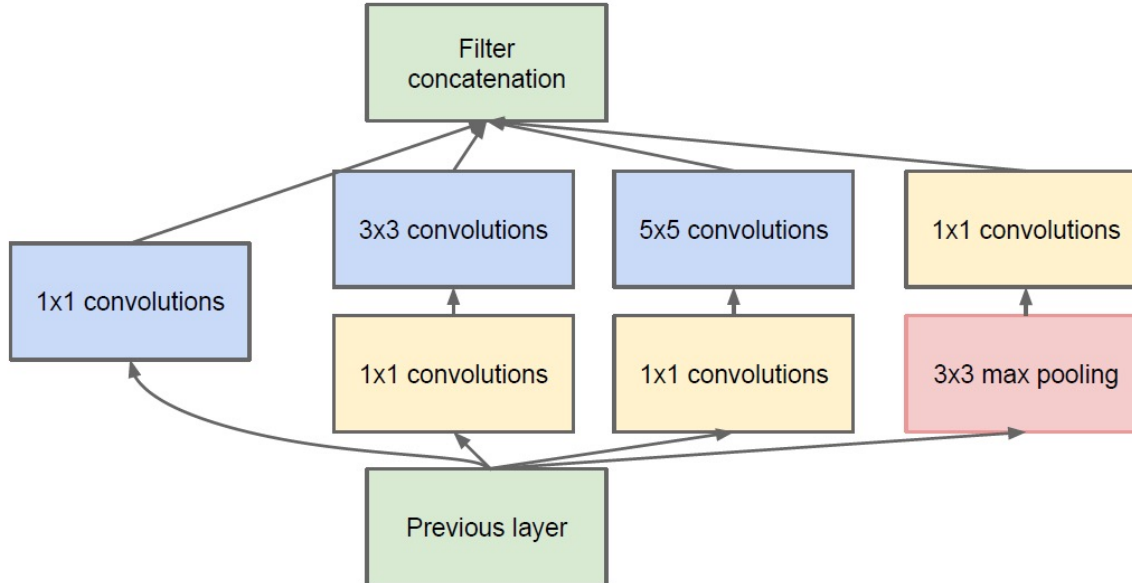 Filter
concatenation
3x3 convolutions
5x5 convolutions
1x1 convolutions
1x1 convolutions
1x1 convolutions
1x1 convolutions
3x3 max pooling
Previous layer